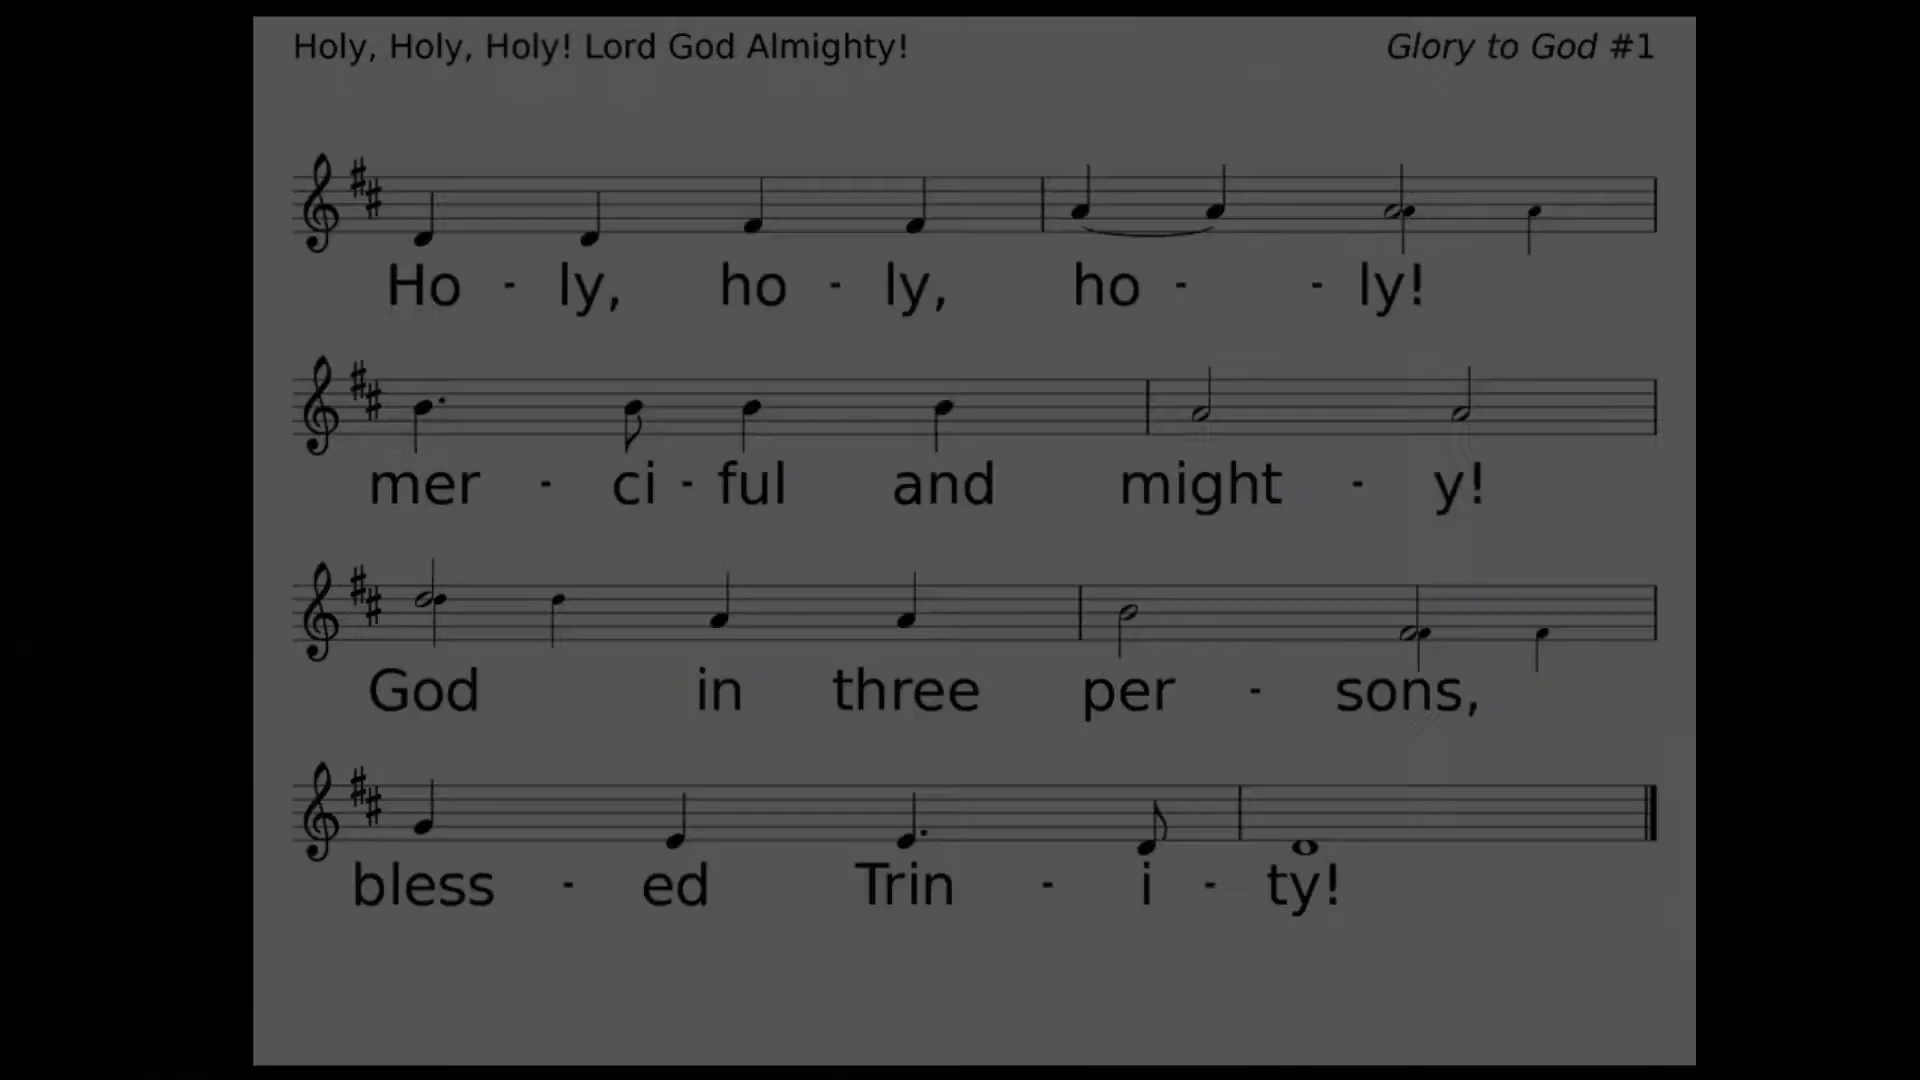 Holy, Holy, Holy! Lord God Almighty! Glory to God #1
Ho - ly, ho - ly, ho - - ly!
mer - ci - ful and might - y!
God in three per - sons,
bless - ed Trin - i - ty!